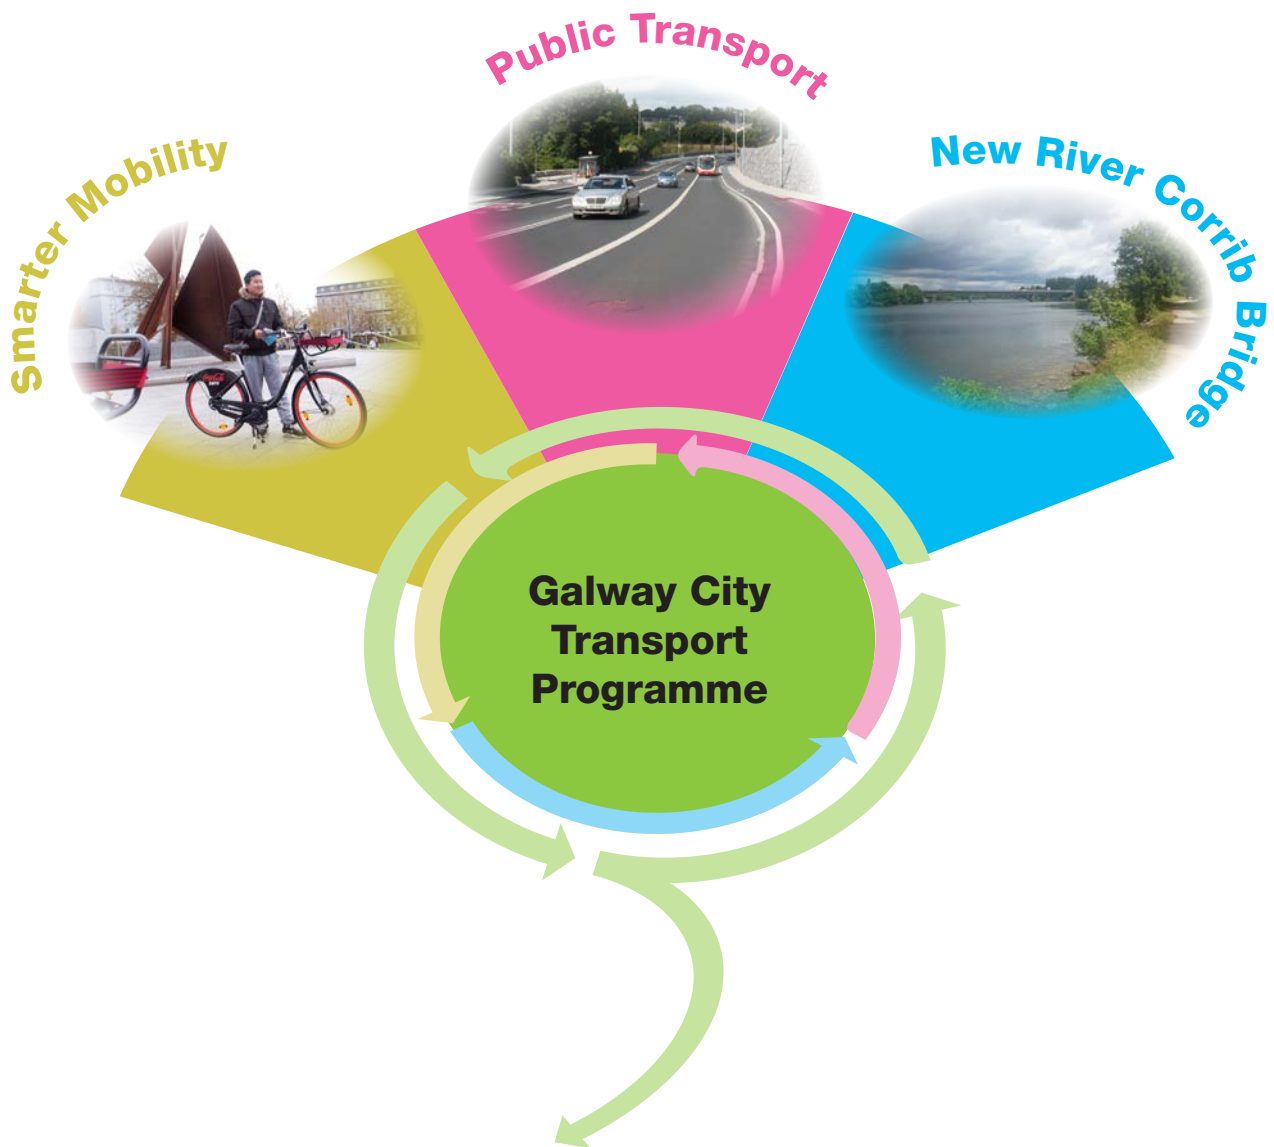 Public Transport
Smarter Mobility
New River Corrib Bridge
Galway City
Transport
Programme